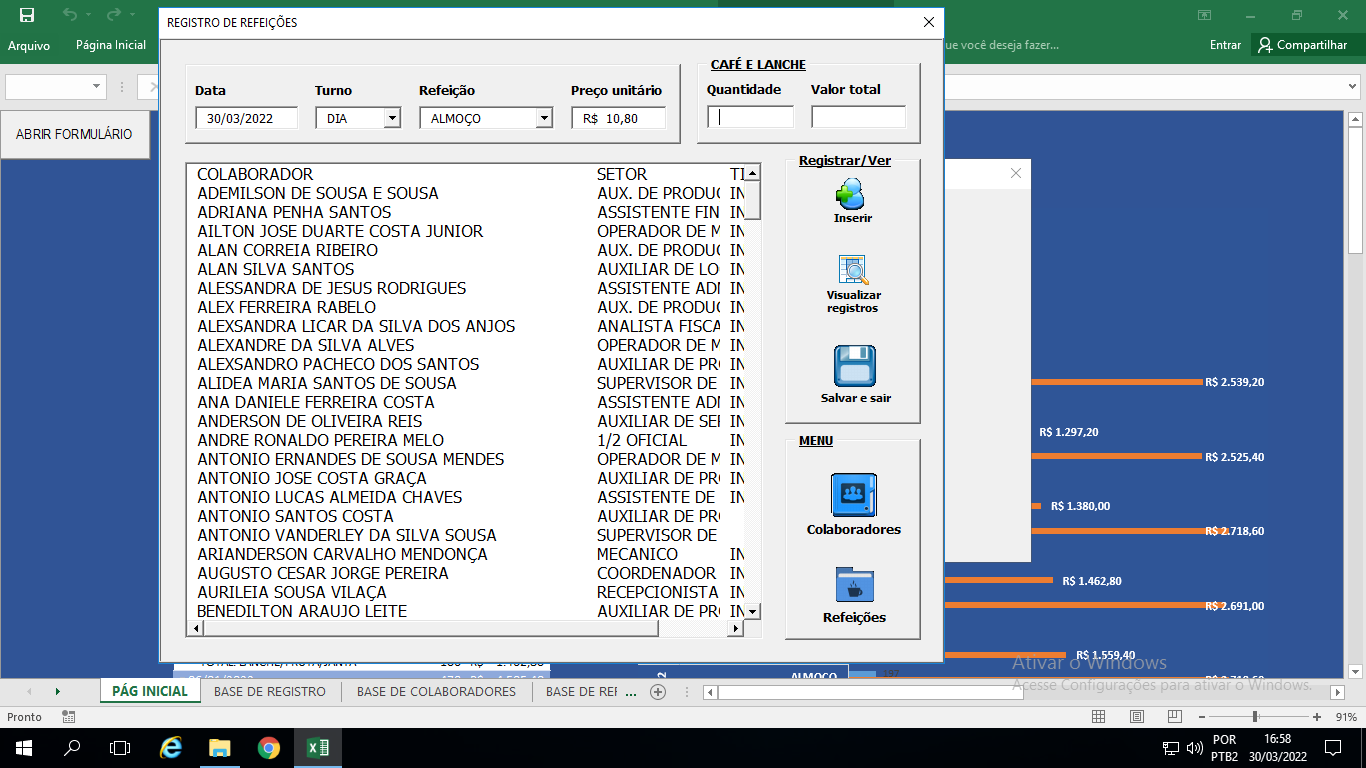 REGISTRO DE REFEIÇÕES
Arquivo
Página Inicial
ue você deseja fazer...
Entrar
Compartilhar
ABRIR FORMULÁRIO
Data
Turno
Refeição
Preço unitário
30/03/2022
DIA
ALMOÇO
R$ 10,80
CAFÉ E LANCHE
Quantidade
Valor total
COLABORADOR SETOR TI
ADEMILSON DE SOUSA E SOUSA AUX. DE PRODUÇ IN
ADRIANA PENHA SANTOS ASSISTENTE FIN IN
AILTON JOSE DUARTE COSTA JUNIOR OPERADOR DE M IN
ALAN CORREIA RIBEIRO AUX. DE PRODUÇ IN
ALAN SILVA SANTOS AUXILIAR DE LO IN
ALESSANDRA DE JESUS RODRIGUES ASSISTENTE ADM IN
ALEX FERREIRA RABELO AUX. DE PRODUÇ IN
ALEXSANDRA LICAR DA SILVA DOS ANJOS ANALISTA FISCA IN
ALEXANDRE DA SILVA ALVES OPERADOR DE M IN
ALEXSANDRO PACHECO DOS SANTOS AUXILIAR DE PR IN
ALIDEA MARIA SANTOS DE SOUSA SUPERVISOR DE IN
ANA DANIELE FERREIRA COSTA ASSISTENTE ADM IN
ANDERSON DE OLIVEIRA REIS AUXILIAR DE SER IN
ANDRE RONALDO PEREIRA MELO 1/2 OFICIAL IN
ANTONIO ERNANDES DE SOUSA MENDES OPERADOR DE M IN
ANTONIO JOSE COSTA GRAÇA AUXILIAR DE PR IN
ANTONIO LUCAS ALMEIDA CHAVES ASSISTENTE DE IN
ANTONIO SANTOS COSTA AUXILIAR DE PR
ANTONIO VANDERLEY DA SILVA SOUSA SUPERVISOR DE
ARIANDERSON CARVALHO MENDONÇA MECANICO IN
AUGUSTO CESAR JORGE PEREIRA COORDENADOR IN
AURILEIA SOUSA VILAÇA RECEPCIONISTA IN
BENEDILTON ARAUJO LEITE AUXILIAR DE PR IN
Registrar/Ver
Inserir
Visualizar
registros
Salvar e sair
MENU
Colaboradores
Refeições
R$ 2.539,20
R$ 1.297,20
R$ 2.525,40
R$ 1.380,00
R$ 2.718,60
R$ 1.462,80
R$ 2.691,00
R$ 1.559,40
ALMOÇO
197
Ativar o Windows
Acesse Configurações para ativar o Windows.
PÁG INICIAL
BASE DE REGISTRO
BASE DE COLABORADORES
BASE DE REF ...
Pronto
91%
POR
PTB2
16:58
30/03/2022